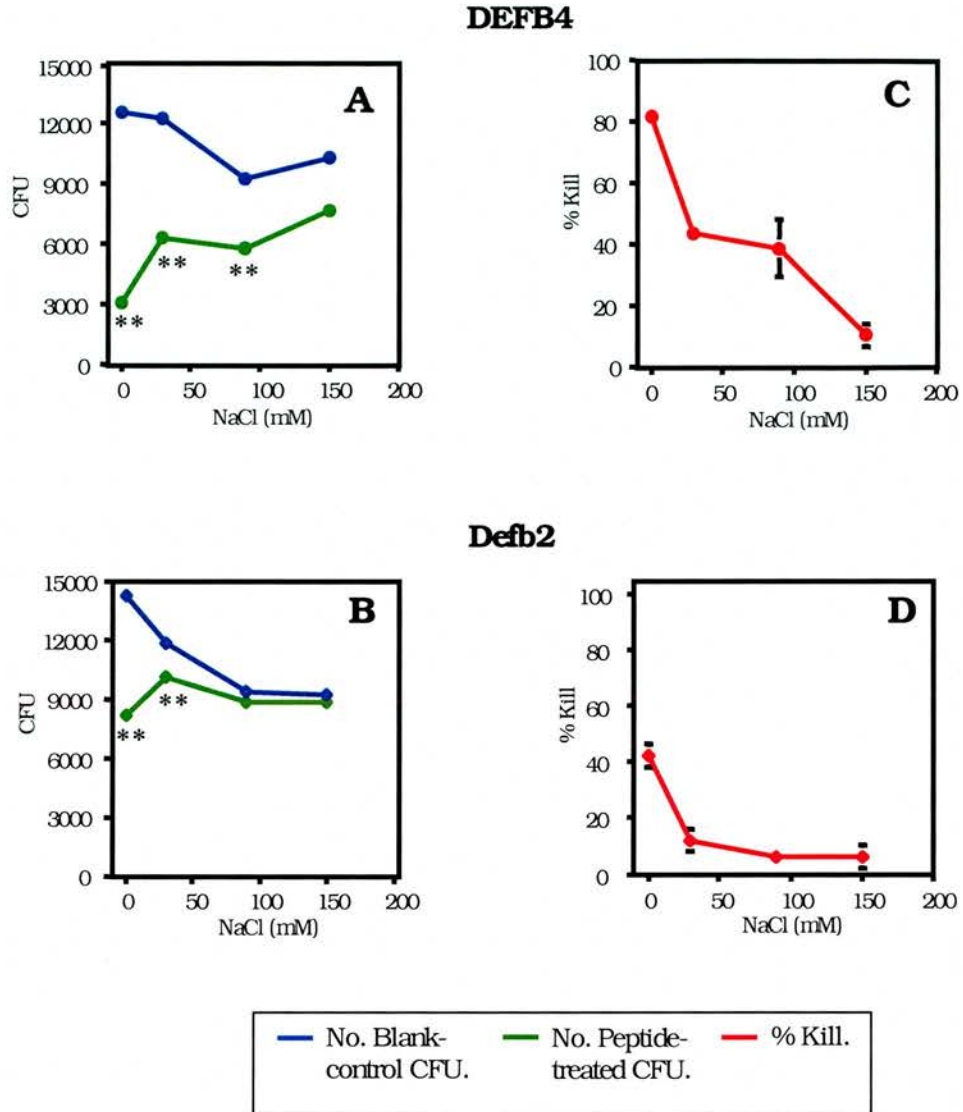 DEFB4
15000
12000
9000
6000
3000
0
CFU
A
**
**
**
0 50 100 150 200
NaCl (mM)
100
80
60
40
20
0
% Kill
C
0 50 100 150 200
NaCl (mM)
Defb2
15000
12000
9000
6000
3000
0
CFU
B
**
**
0 50 100 150 200
NaCl (mM)
100
80
60
40
20
0
% Kill
D
0 50 100 150 200
NaCl (mM)
No. Blank-
control CFU.
No. Peptide-
treated CFU.
% Kill.